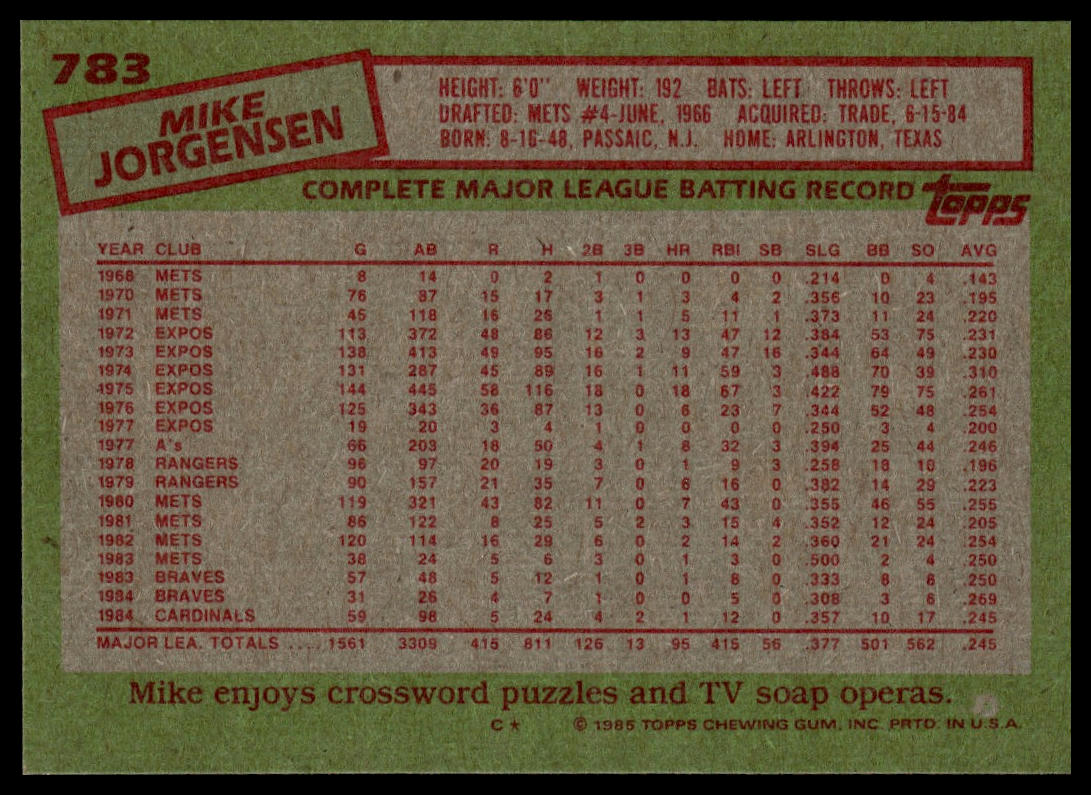 783
MIKE
JORGENSEN
HEIGHT: 6'0" WEIGHT: 192 BATS: LEFT THROWS: LEFT
DRAFTED: METS #4-JUNE, 1966 ACQUIRED: TRADE, 6-15-84
BORN: 8-16-48, PASSAIC, N.J. HOME: ARLINGTON, TEXAS
COMPLETE MAJOR LEAGUE BATTING RECORD topps
YEAR CLUB G AB R H 2B 3B HR RBI SB SLG BB SO AVG
1968 METS 8 14 0 2 1 0 0 0 0 .214 0 4 .143
1970 METS 76 87 15 17 3 1 3 4 2 .356 10 23 .195
1971 METS 45 118 16 26 1 1 5 11 1 .373 11 24 .220
1972 EXPOS 113 372 48 86 12 3 13 47 12 .384 53 75 .231
1973 EXPOS 138 413 49 95 16 2 9 47 16 .344 64 49 .230
1974 EXPOS 131 287 45 89 16 1 11 59 3 .488 70 39 .310
1975 EXPOS 144 445 58 116 18 0 18 67 3 .422 79 75 .261
1976 EXPOS 125 343 36 87 13 0 6 23 7 .344 52 48 .254
1977 EXPOS 19 20 3 4 1 0 0 0 0 .250 3 4 .200
1977 A's 66 203 18 50 4 1 8 32 3 .394 25 44 .246
1978 RANGERS 96 97 20 19 3 0 1 9 3 .258 18 10 .196
1979 RANGERS 90 157 21 35 7 0 6 16 0 .382 14 29 .223
1980 METS 119 321 43 82 11 0 7 43 0 .355 46 55 .255
1981 METS 86 122 8 25 5 2 3 15 4 .352 12 24 .205
1982 METS 120 114 16 29 6 0 2 14 2 .360 21 24 .254
1983 METS 38 24 5 6 3 0 1 3 0 .500 2 4 .250
1983 BRAVES 57 48 5 12 1 0 1 8 0 .333 8 8 .250
1984 BRAVES 31 26 4 7 1 0 0 5 0 .308 3 6 .269
1984 CARDINALS 59 98 5 24 4 2 1 12 0 .357 10 17 .245
MAJOR LEA. TOTALS .... 1561 3309 415 811 126 13 95 415 56 .377 501 562 .245
Mike enjoys crossword puzzles and TV soap operas.
C★ © 1985 TOPPS CHEWING GUM, INC. PRTD. IN U.S.A.